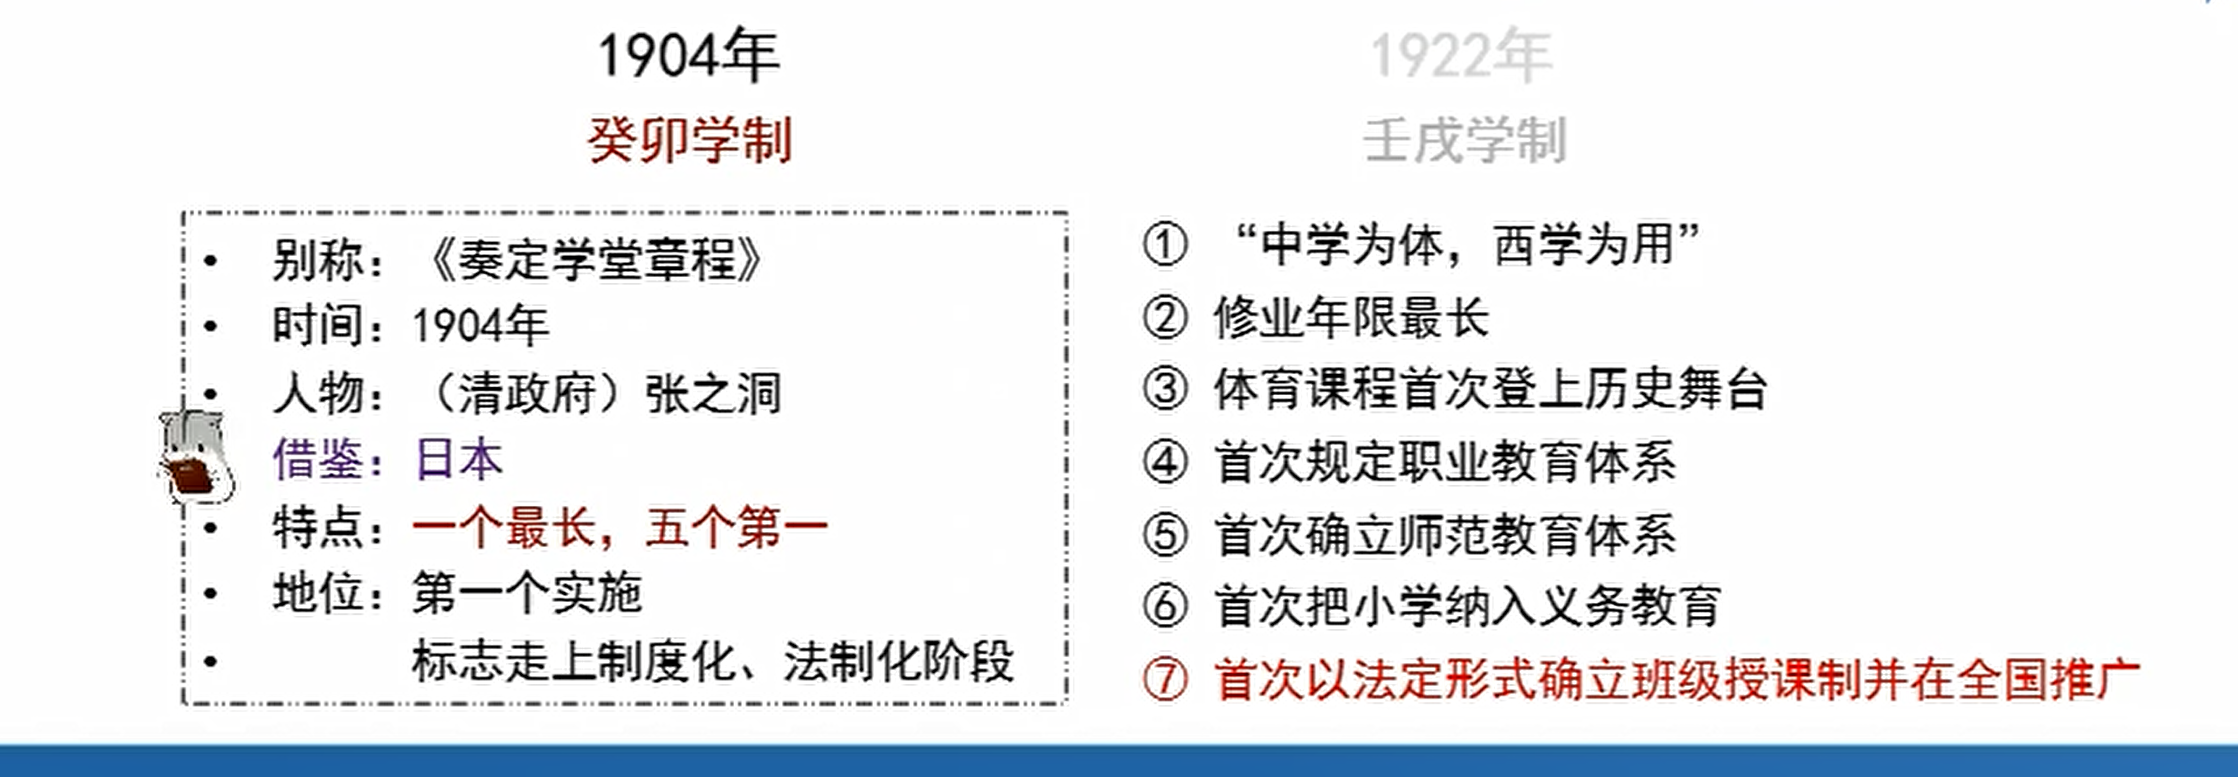 1904年
1922年
癸卯学制
壬戌学制
• 别称：《奏定学堂章程》
• 时间：1904年
• 人物：（清政府）张之洞
借鉴：日本
• 特点：一个最长，五个第一
• 地位：第一个实施
• 标志走上制度化、法制化阶段
① “中学为体，西学为用”
② 修业年限最长
③ 体育课程首次登上历史舞台
④ 首次规定职业教育体系
⑤ 首次确立师范教育体系
⑥ 首次把小学纳入义务教育
⑦ 首次以法定形式确立班级授课制并在全国推广